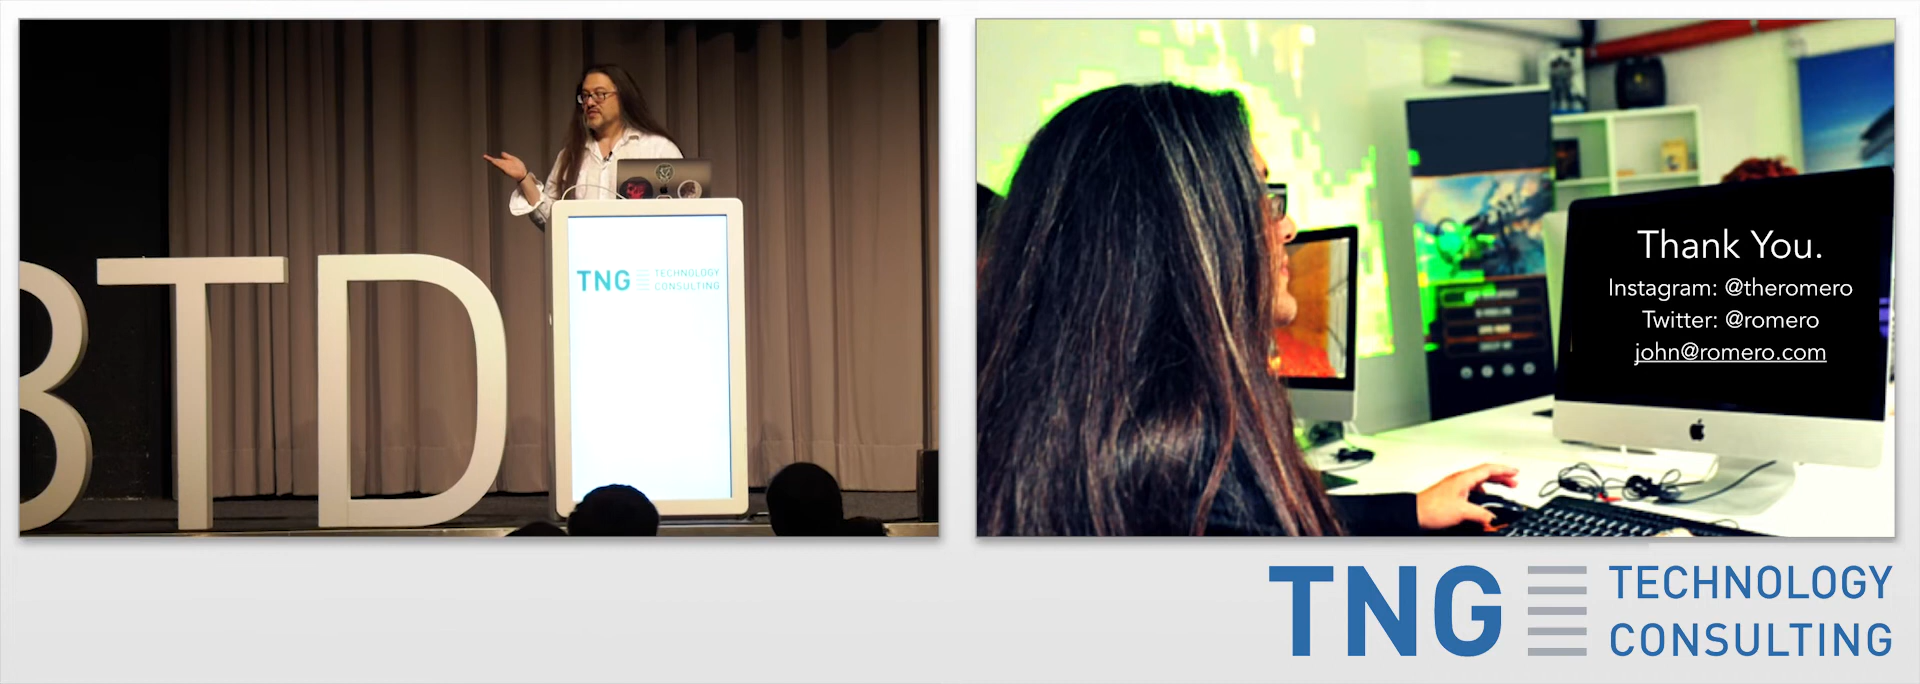 BTD
TNG TECHNOLOGY
CONSULTING
Thank You.
Instagram: @theromero
Twitter: @romero
john@romero.com
TNG TECHNOLOGY
CONSULTING